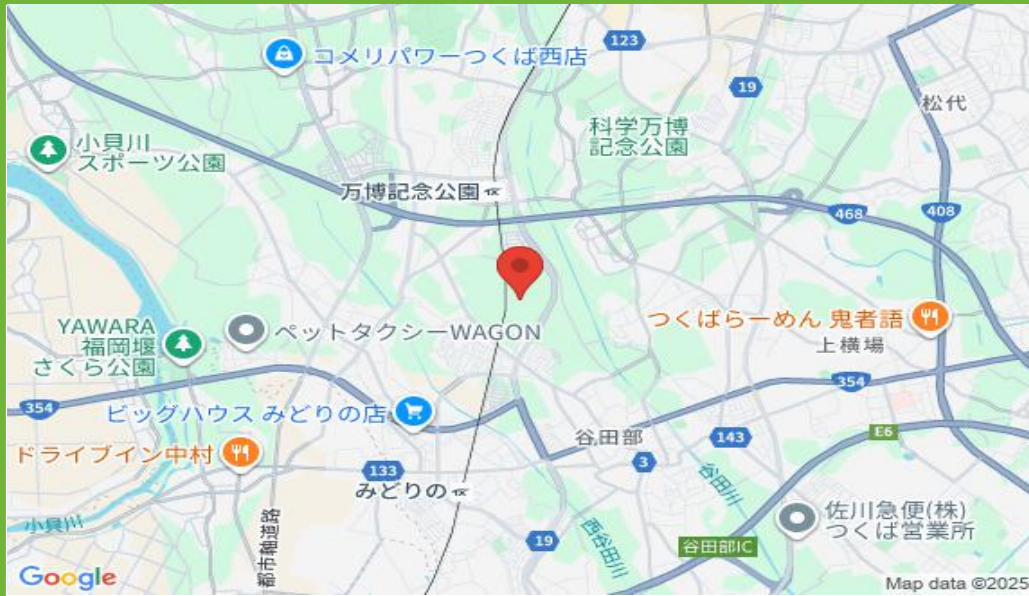 123
コメリパワーつくば西店
19
松代
小貝川
スポーツ公園
科学万博
記念公園
万博記念公園
468
408
YAWARA
福岡堰
さくら公園
ペットタクシーWAGON
つくばらーめん 鬼者語
上横場
354
354
ビッグハウス みどりの店
谷田部
143
E6
ドライブイン中村
133
3
みどりの
谷田川
小貝川
都市軸道路
19
西谷田川
谷田部IC
佐川急便(株)
つくば営業所
Google
Map data ©2025